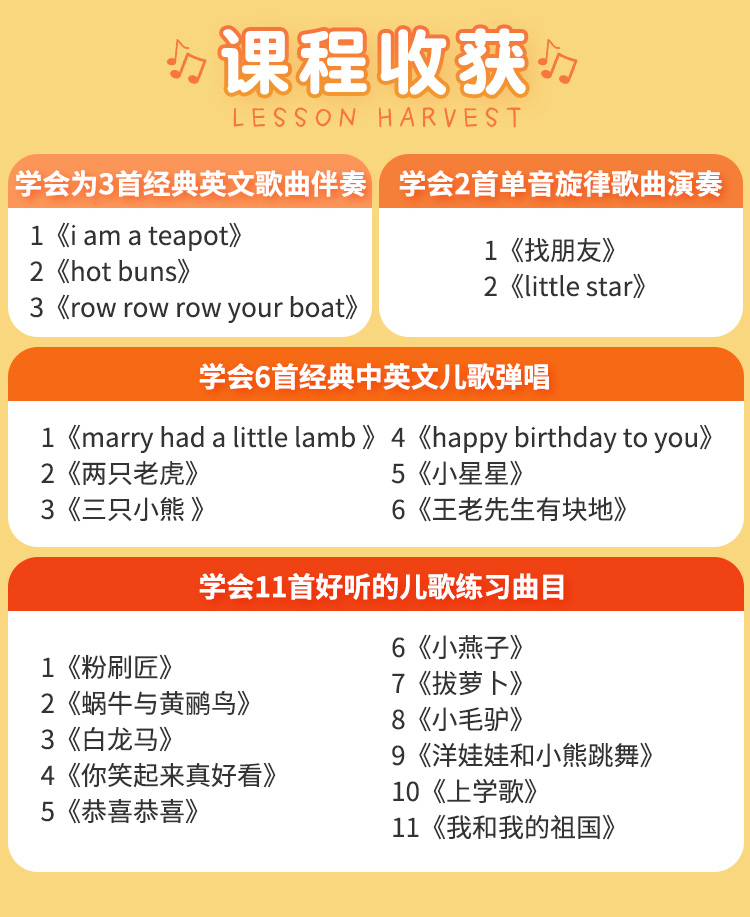 课程收获
LESSON HARVEST
学会为3首经典英文歌曲伴奏
1《i am a teapot》
2《hot buns》
3《row row row your boat》
学会2首单音旋律歌曲演奏
1《找朋友》
2《little star》
学会6首经典中英文儿歌弹唱
1《marry had a little lamb 》
2《两只老虎》
3《三只小熊 》
4《happy birthday to you》
5《小星星》
6《王老先生有块地》
学会11首好听的儿歌练习曲目
1《粉刷匠》
2《蜗牛与黄鹂鸟》
3《白龙马》
4《你笑起来真好看》
5《恭喜恭喜》
6《小燕子》
7《拔萝卜》
8《小毛驴》
9《洋娃娃和小熊跳舞》
10《上学歌》
11《我和我的祖国》